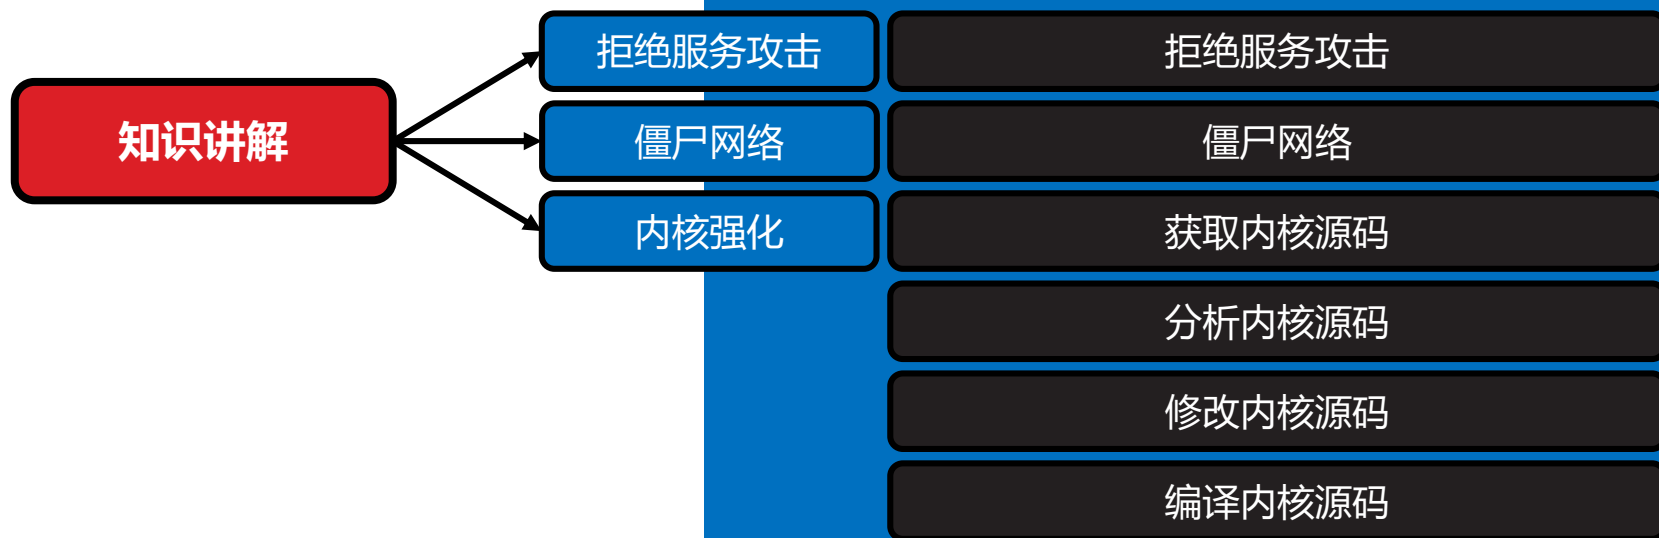 知识讲解
拒绝服务攻击
拒绝服务攻击
僵尸网络
僵尸网络
内核强化
获取内核源码
分析内核源码
修改内核源码
编译内核源码